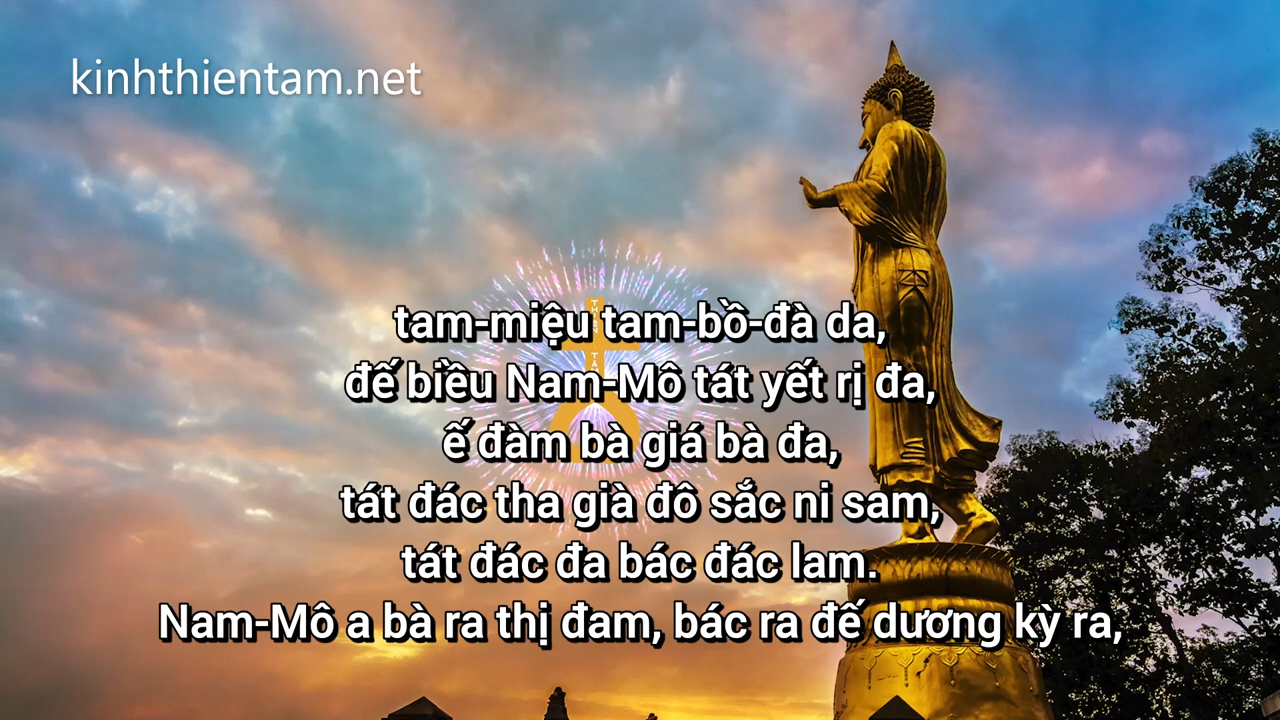 kinhthientam.net
tam-miệu tam-bồ-đà da,
đế biều Nam-Mô tát yết rị đa,
ế đàm bà giá bà đa,
tát đác tha già đô sắc ni sam,
tát đác đa bác đác lam.
Nam-Mô a bà ra thị đam, bác ra đế dương kỳ ra,